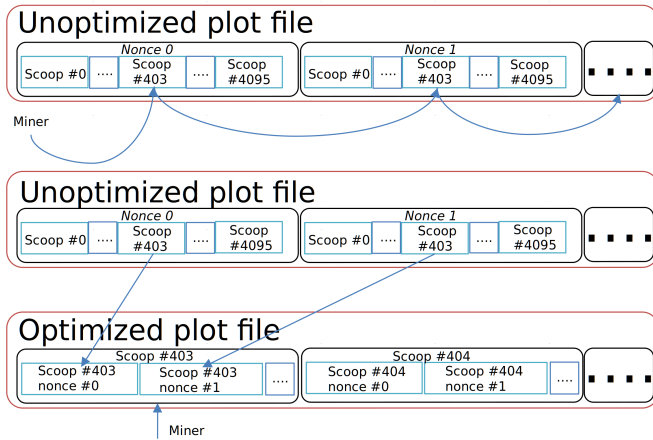 Unoptimized plot file
Nonce 0
Nonce 1
Scoop #0
....
Scoop
#403
....
Scoop
#4095
Scoop #0
....
Scoop
#403
....
Scoop
#4095
....
Miner
Unoptimized plot file
Nonce 0
Nonce 1
Scoop #0
....
Scoop
#403
....
Scoop
#4095
Scoop #0
....
Scoop
#403
....
Scoop
#4095
....
Optimized plot file
Scoop #403
Scoop #404
Scoop #403
nonce #0
Scoop #403
nonce #1
....
Scoop #404
nonce #0
Scoop #404
nonce #1
....
....
Miner